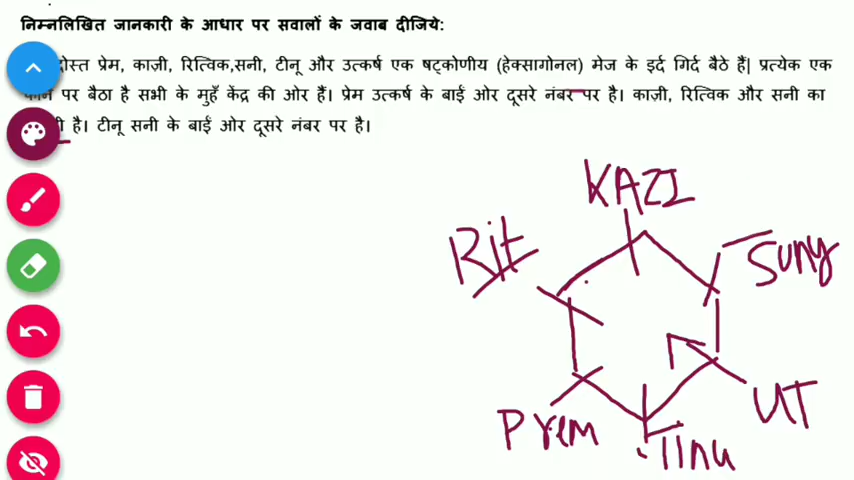 निम्नलिखित जानकारी के आधार पर सवालों के जवाब दीजिये:
दोस्त प्रेम, काज़ी, रित्विक,सनी, टीनू और उत्कर्ष एक षट्कोणीय (हेक्सागोनल) मेज के इर्द गिर्द बैठे हैं| प्रत्येक एक
पर बैठा है सभी के मुहँ केंद्र की ओर हैं। प्रेम उत्कर्ष के बाई ओर दूसरे नंबर पर है। काज़ी, रित्विक और सनी का
है। टीनू सनी के बाई ओर दूसरे नंबर पर है।
KAZI
Rit
Suny
Prem
UT
Tinu